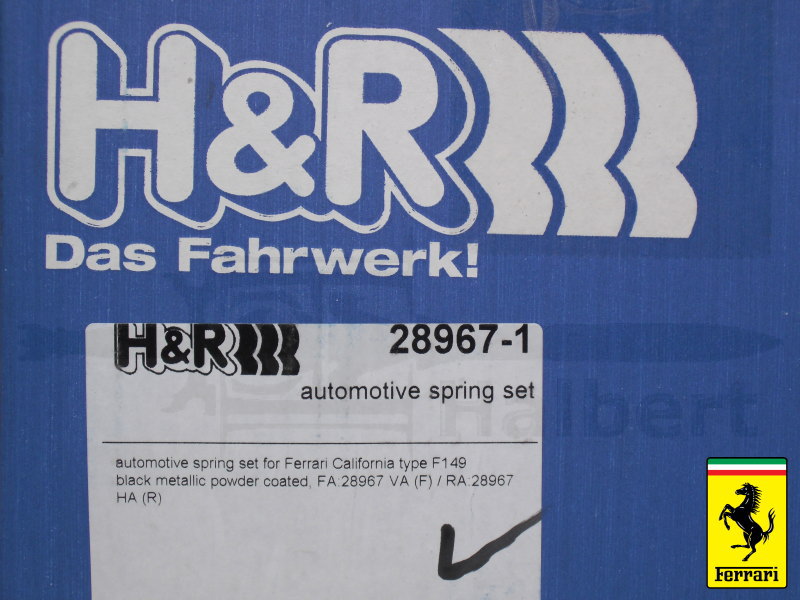 H&R
Das Fahrwerk!
H&R 28967-1
automotive spring set
halbert
automotive spring set for Ferrari California type F149
black metallic powder coated, FA:28967 VA (F) / RA:28967
HA (R)
Ferrari